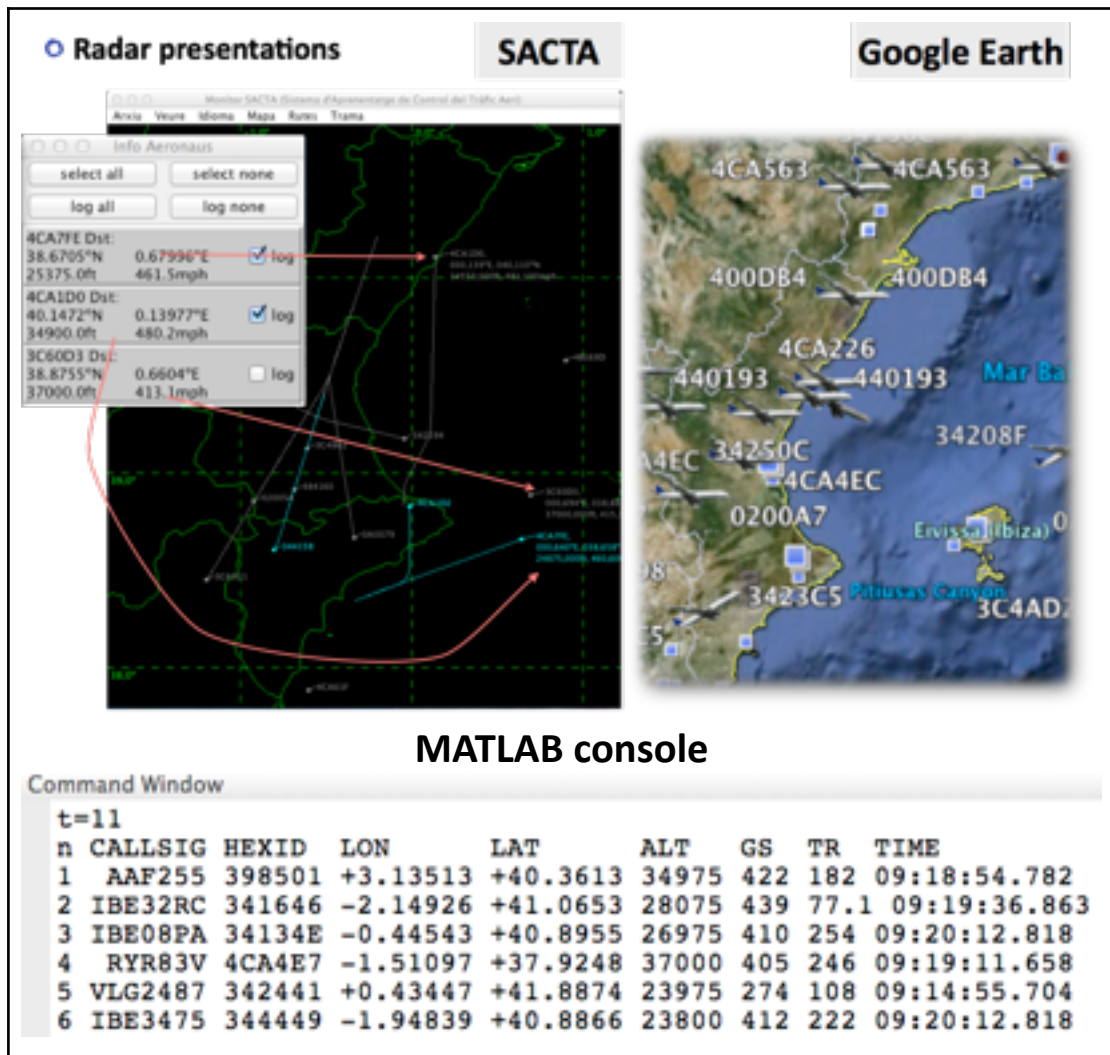 Radar presentations
SACTA
Google Earth
Monitor SACTA (Sistema d'Aprenentatge de Control del Tràfic Aeri)
Arxiu Veure Idioma Mapa Rutes Trama
Info Aeronaus
select all select none
log all log none
4CA7FE Dst:
38.6705°N 0.67996°E log
25375.0ft 461.5mph
4CA1D0 Dst:
40.1472°N 0.13977°E log
34900.0ft 480.2mph
3C60D3 Dst:
38.8755°N 0.6604°E log
37000.0ft 413.1mph
4CA563 4CA563
400DB4 400DB4
4CA226
440193 440193 Mar Ba
34208F
A4EC 34250C
4CA4EC
0200A7
Eivissa (Ibiza)
98
3423C5 Pitiusas Canyon
3C4AD2
E5
MATLAB console
Command Window
t=11
n CALLSIG HEXID LON LAT ALT GS TR TIME
1 AAF255 398501 +3.13513 +40.3613 34975 422 182 09:18:54.782
2 IBE32RC 341646 -2.14926 +41.0653 28075 439 77.1 09:19:36.863
3 IBE08PA 34134E -0.44543 +40.8955 26975 410 254 09:20:12.818
4 RYR83V 4CA4E7 -1.51097 +37.9248 37000 405 246 09:19:11.658
5 VLG2487 342441 +0.43447 +41.8874 23975 274 108 09:14:55.704
6 IBE3475 344449 -1.94839 +40.8866 23800 412 222 09:20:12.818